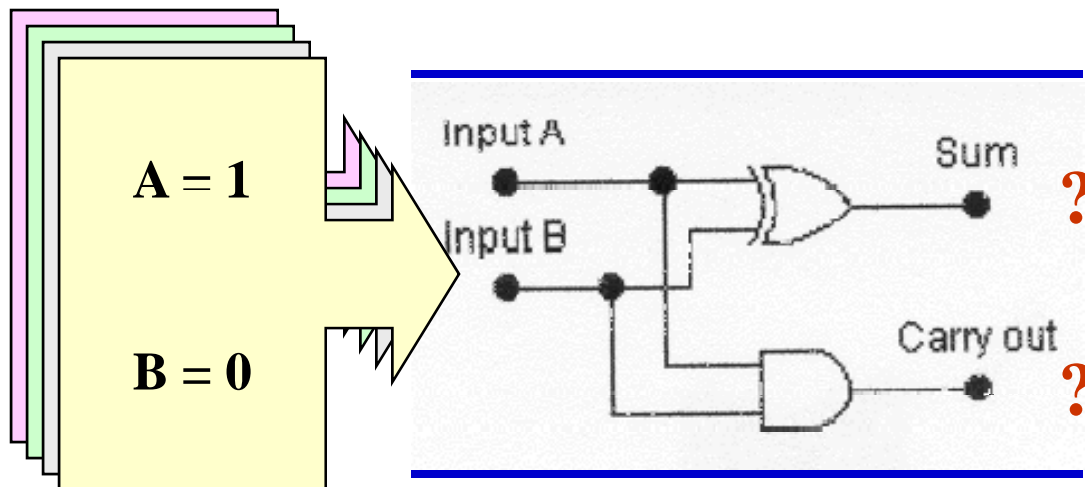 A = 1
B = 0
Input A
Input B
Sum
?
Carry out
?